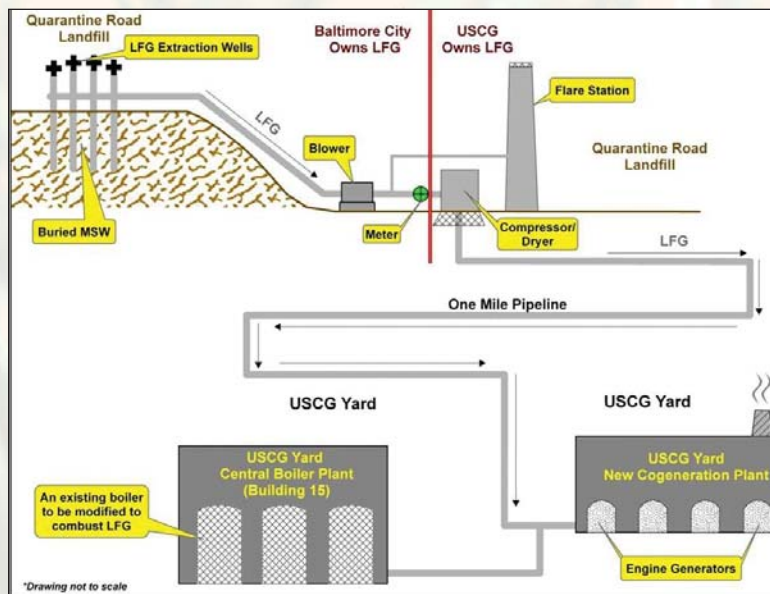 Quarantine Road
Landfill
LFG Extraction Wells
Baltimore City
Owns LFG
USCG
Owns LFG
Flare Station
LFG
Blower
Quarantine Road
Landfill
Buried MSW
Meter
Compressor/
Dryer
LFG
One Mile Pipeline
USCG Yard
USCG Yard
USCG Yard
Central Boiler Plant
(Building 15)
USCG Yard
New Cogeneration Plant
An existing boiler
to be modified to
combust LFG
Engine Generators
*Drawing not to scale